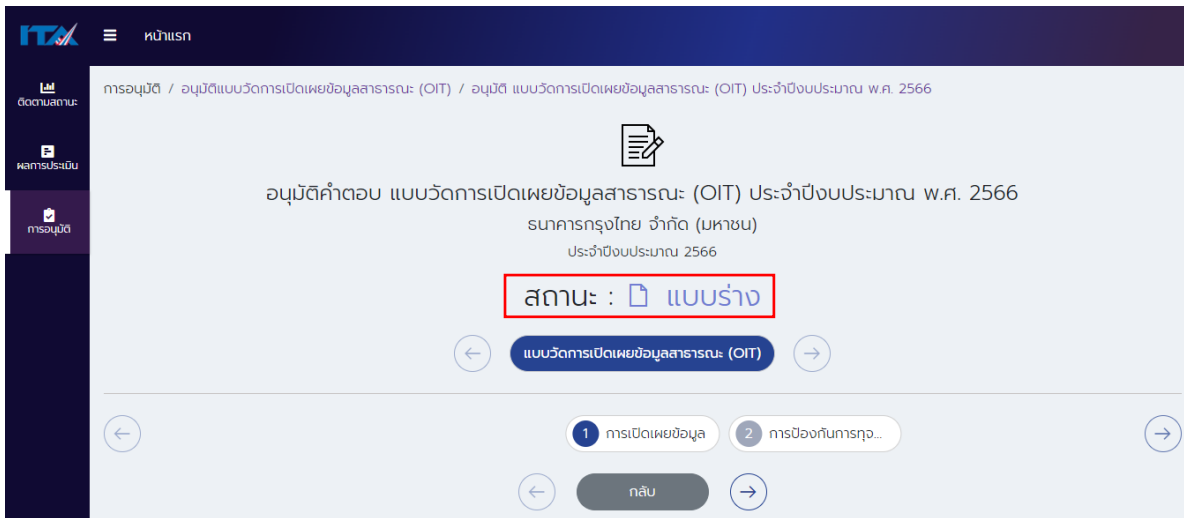 ITA
หน้าแรก
ติดตามสถานะ
ผลการประเมิน
การอนุมัติ
การอนุมัติ / อนุมัติแบบวัดการเปิดเผยข้อมูลสาธารณะ (OIT) / อนุมัติ แบบวัดการเปิดเผยข้อมูลสาธารณะ (OIT) ประจำปีงบประมาณ พ.ศ. 2566
อนุมัติคำตอบ แบบวัดการเปิดเผยข้อมูลสาธารณะ (OIT) ประจำปีงบประมาณ พ.ศ. 2566
ธนาคารกรุงไทย จำกัด (มหาชน)
ประจำปีงบประมาณ 2566
สถานะ : แบบร่าง
แบบวัดการเปิดเผยข้อมูลสาธารณะ (OIT)
1 การเปิดเผยข้อมูล 2 การป้องกันการทุจ...
กลับ